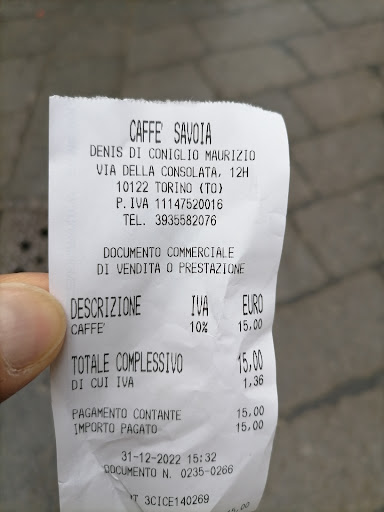 CAFFE' SAVOIA
DENIS DI CONIGLIO MAURIZIO
VIA DELLA CONSOLATA, 12H
10122 TORINO (TO)
P.IVA 11147520016
TEL. 3935582076
DOCUMENTO COMMERCIALE
DI VENDITA O PRESTAZIONE
DESCRIZIONE IVA EURO
CAFFE' 10% 15,00
TOTALE COMPLESSIVO 15,00
DI CUI IVA 1,36
PAGAMENTO CONTANTE 15,00
IMPORTO PAGATO 15,00
31-12-2022 15:32
DOCUMENTO N. 0235-0266
3CICE140269